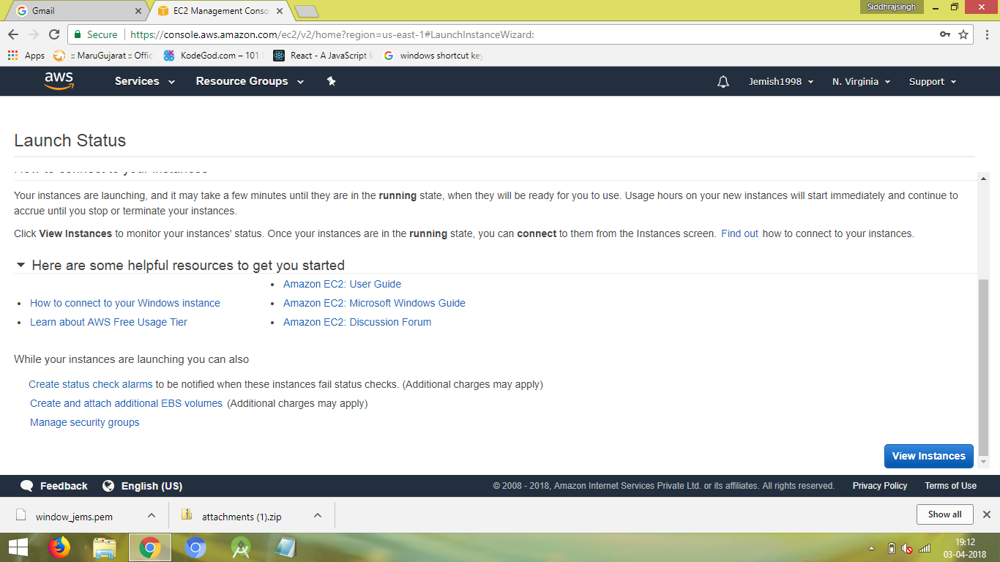 Gmail
EC2 Management Conso
Siddhrajsingh
Secure https://console.aws.amazon.com/ec2/v2/home?region=us-east-1#LaunchInstanceWizard:
Apps :: MaruGujarat :: Offic KodeGod.com – 101 React - A JavaScript li windows shortcut key
aws Services Resource Groups Jemish1998 N. Virginia Support
Launch Status
How to connect to your instances
Your instances are launching, and it may take a few minutes until they are in the running state, when they will be ready for you to use. Usage hours on your new instances will start immediately and continue to
accrue until you stop or terminate your instances.
Click View Instances to monitor your instances' status. Once your instances are in the running state, you can connect to them from the Instances screen. Find out how to connect to your instances.
Here are some helpful resources to get you started
• Amazon EC2: User Guide
• How to connect to your Windows instance • Amazon EC2: Microsoft Windows Guide
• Learn about AWS Free Usage Tier • Amazon EC2: Discussion Forum
While your instances are launching you can also
Create status check alarms to be notified when these instances fail status checks. (Additional charges may apply)
Create and attach additional EBS volumes (Additional charges may apply)
Manage security groups
View Instances
Feedback English (US) © 2008 - 2018, Amazon Internet Services Private Ltd. or its affiliates. All rights reserved. Privacy Policy Terms of Use
window_jems.pem attachments (1).zip Show all
19:12
03-04-2018